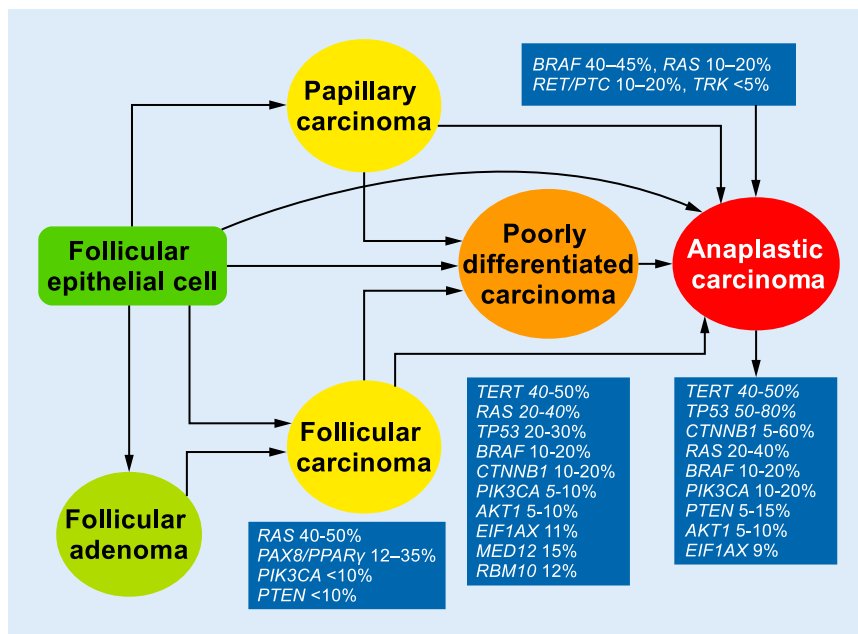 BRAF 40–45%, RAS 10–20%
RET/PTC 10–20%, TRK <5%
Papillary
carcinoma
Follicular
epithelial cell
Poorly
differentiated
carcinoma
Anaplastic
carcinoma
Follicular
carcinoma
Follicular
adenoma
RAS 40-50%
PAX8/PPARγ 12–35%
PIK3CA <10%
PTEN <10%
TERT 40-50%
RAS 20-40%
TP53 20-30%
BRAF 10-20%
CTNNB1 10-20%
PIK3CA 5-10%
AKT1 5-10%
EIF1AX 11%
MED12 15%
RBM10 12%
TERT 40-50%
TP53 50-80%
CTNNB1 5-60%
RAS 20-40%
BRAF 10-20%
PIK3CA 10-20%
PTEN 5-15%
AKT1 5-10%
EIF1AX 9%